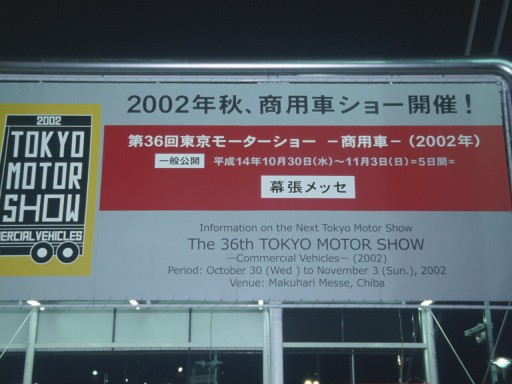 2002年秋、商用車ショー開催！
2002
TOKYO
MOTOR
SHOW
MERCIAL VEHICLES
第36回東京モーターショー －商用車－（2002年）
一般公開 平成14年10月30日(水)～11月3日(日)=5日間=
幕張メッセ
Information on the Next Tokyo Motor Show
The 36th TOKYO MOTOR SHOW
—Commercial Vehicles— (2002)
Period: October 30 (Wed ) to November 3 (Sun.), 2002
Venue: Makuhari Messe, Chiba